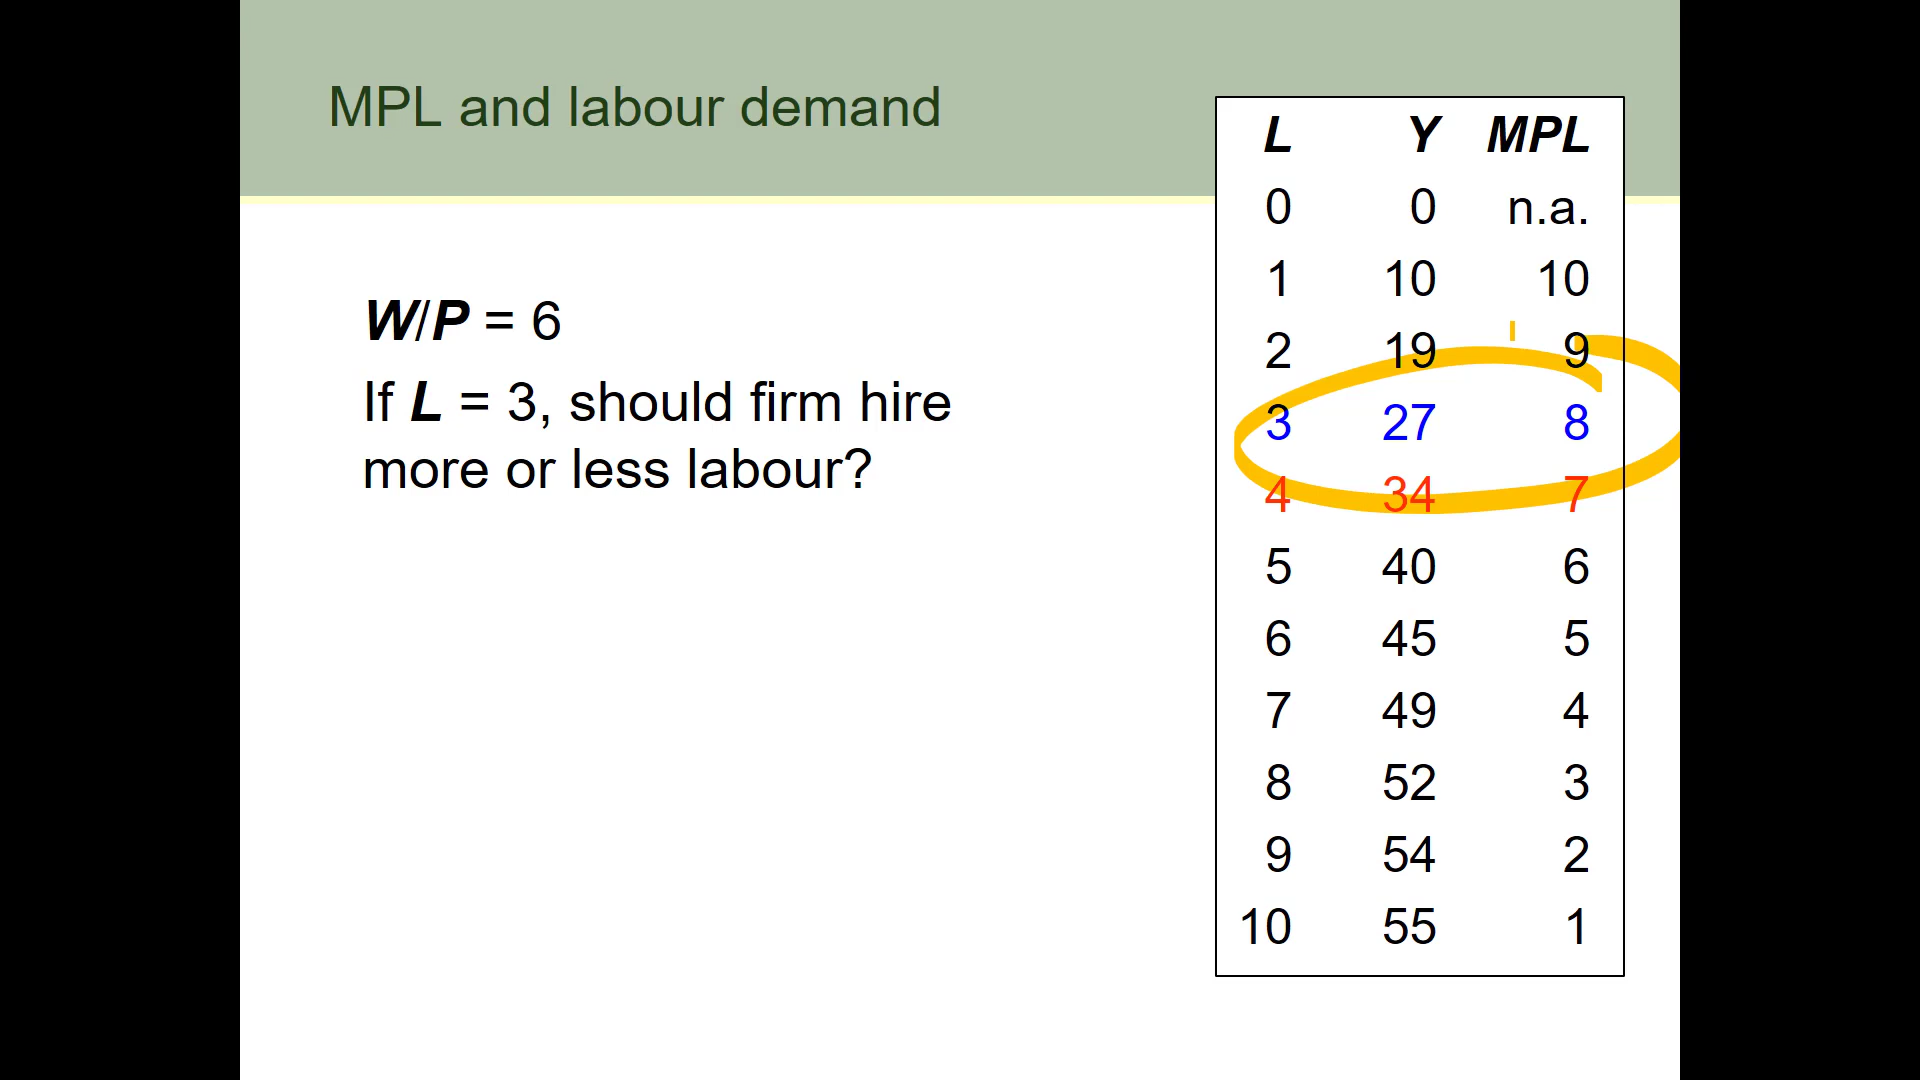 MPL and labour demand
W/P = 6
If L = 3, should firm hire
more or less labour?
L Y MPL
0 0 n.a.
1 10 10
2 19 9
3 27 8
4 34 7
5 40 6
6 45 5
7 49 4
8 52 3
9 54 2
10 55 1